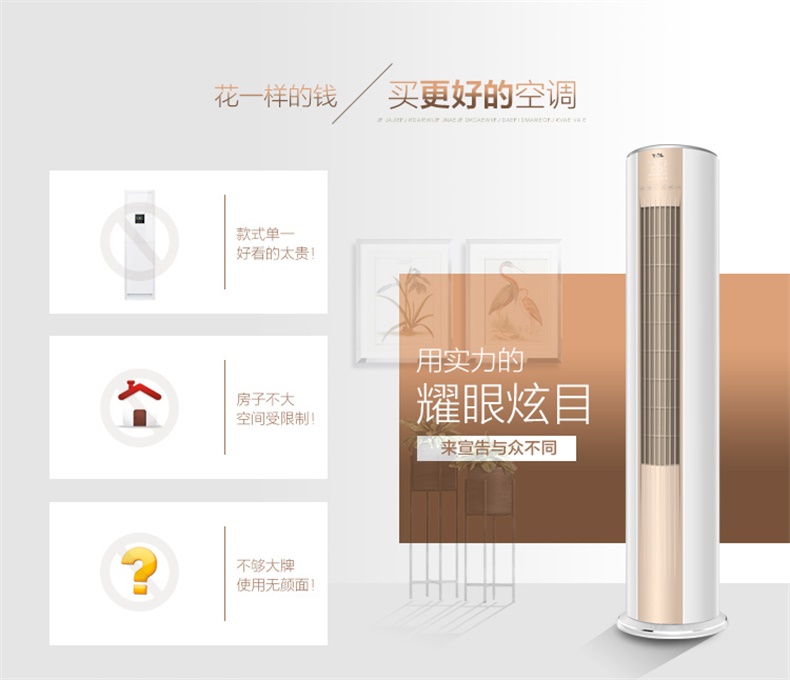 花一样的钱
买更好的空调
款式单一
好看的太贵!
房子不大
空间受限制!
不够大牌
使用无颜面!
TCL
用实力的
耀眼炫目
来宣告与众不同